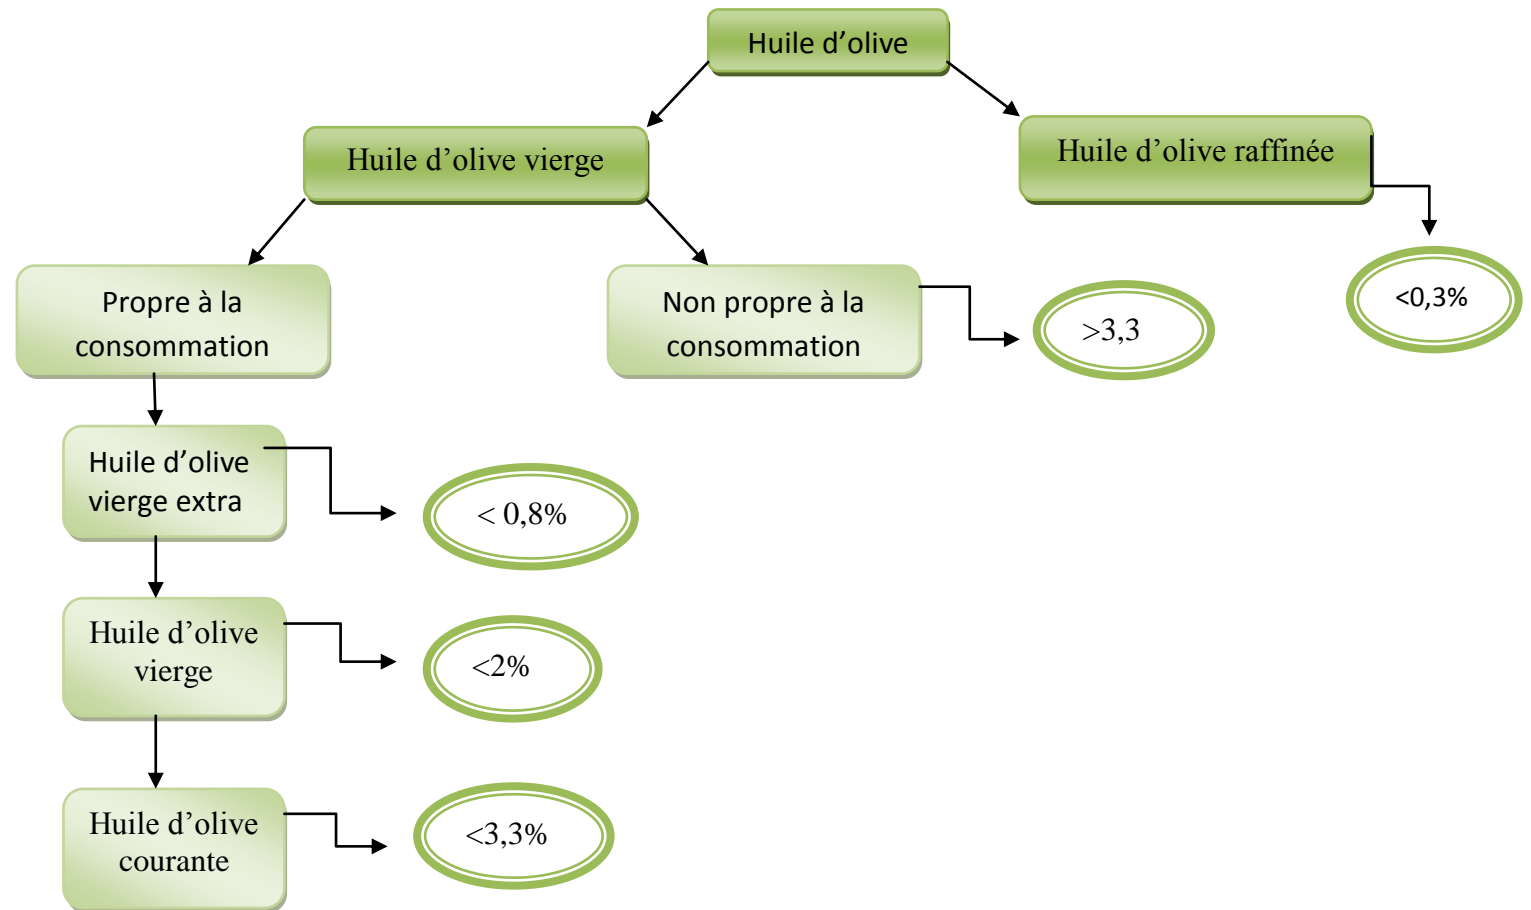 Huile d’olive
Huile d’olive vierge
Huile d’olive raffinée
Propre à la
consommation
Non propre à la
consommation
>3,3
<0,3%
Huile d’olive
vierge extra
< 0,8%
Huile d’olive
vierge
<2%
Huile d’olive
courante
<3,3%